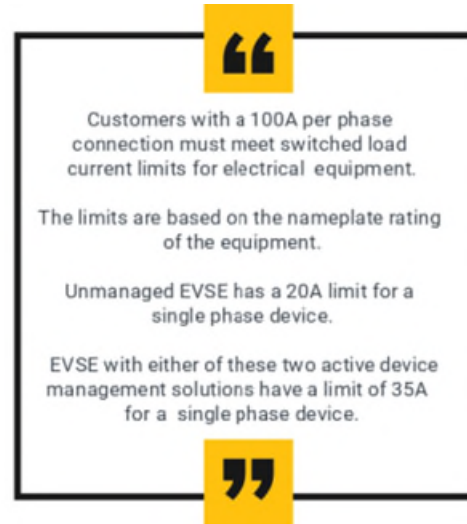 “
Customers with a 100A per phase
connection must meet switched load
current limits for electrical equipment.
The limits are based on the nameplate rating
of the equipment.
Unmanaged EVSE has a 20A limit for a
single phase device.
EVSE with either of these two active device
management solutions have a limit of 35A
for a single phase device.
”